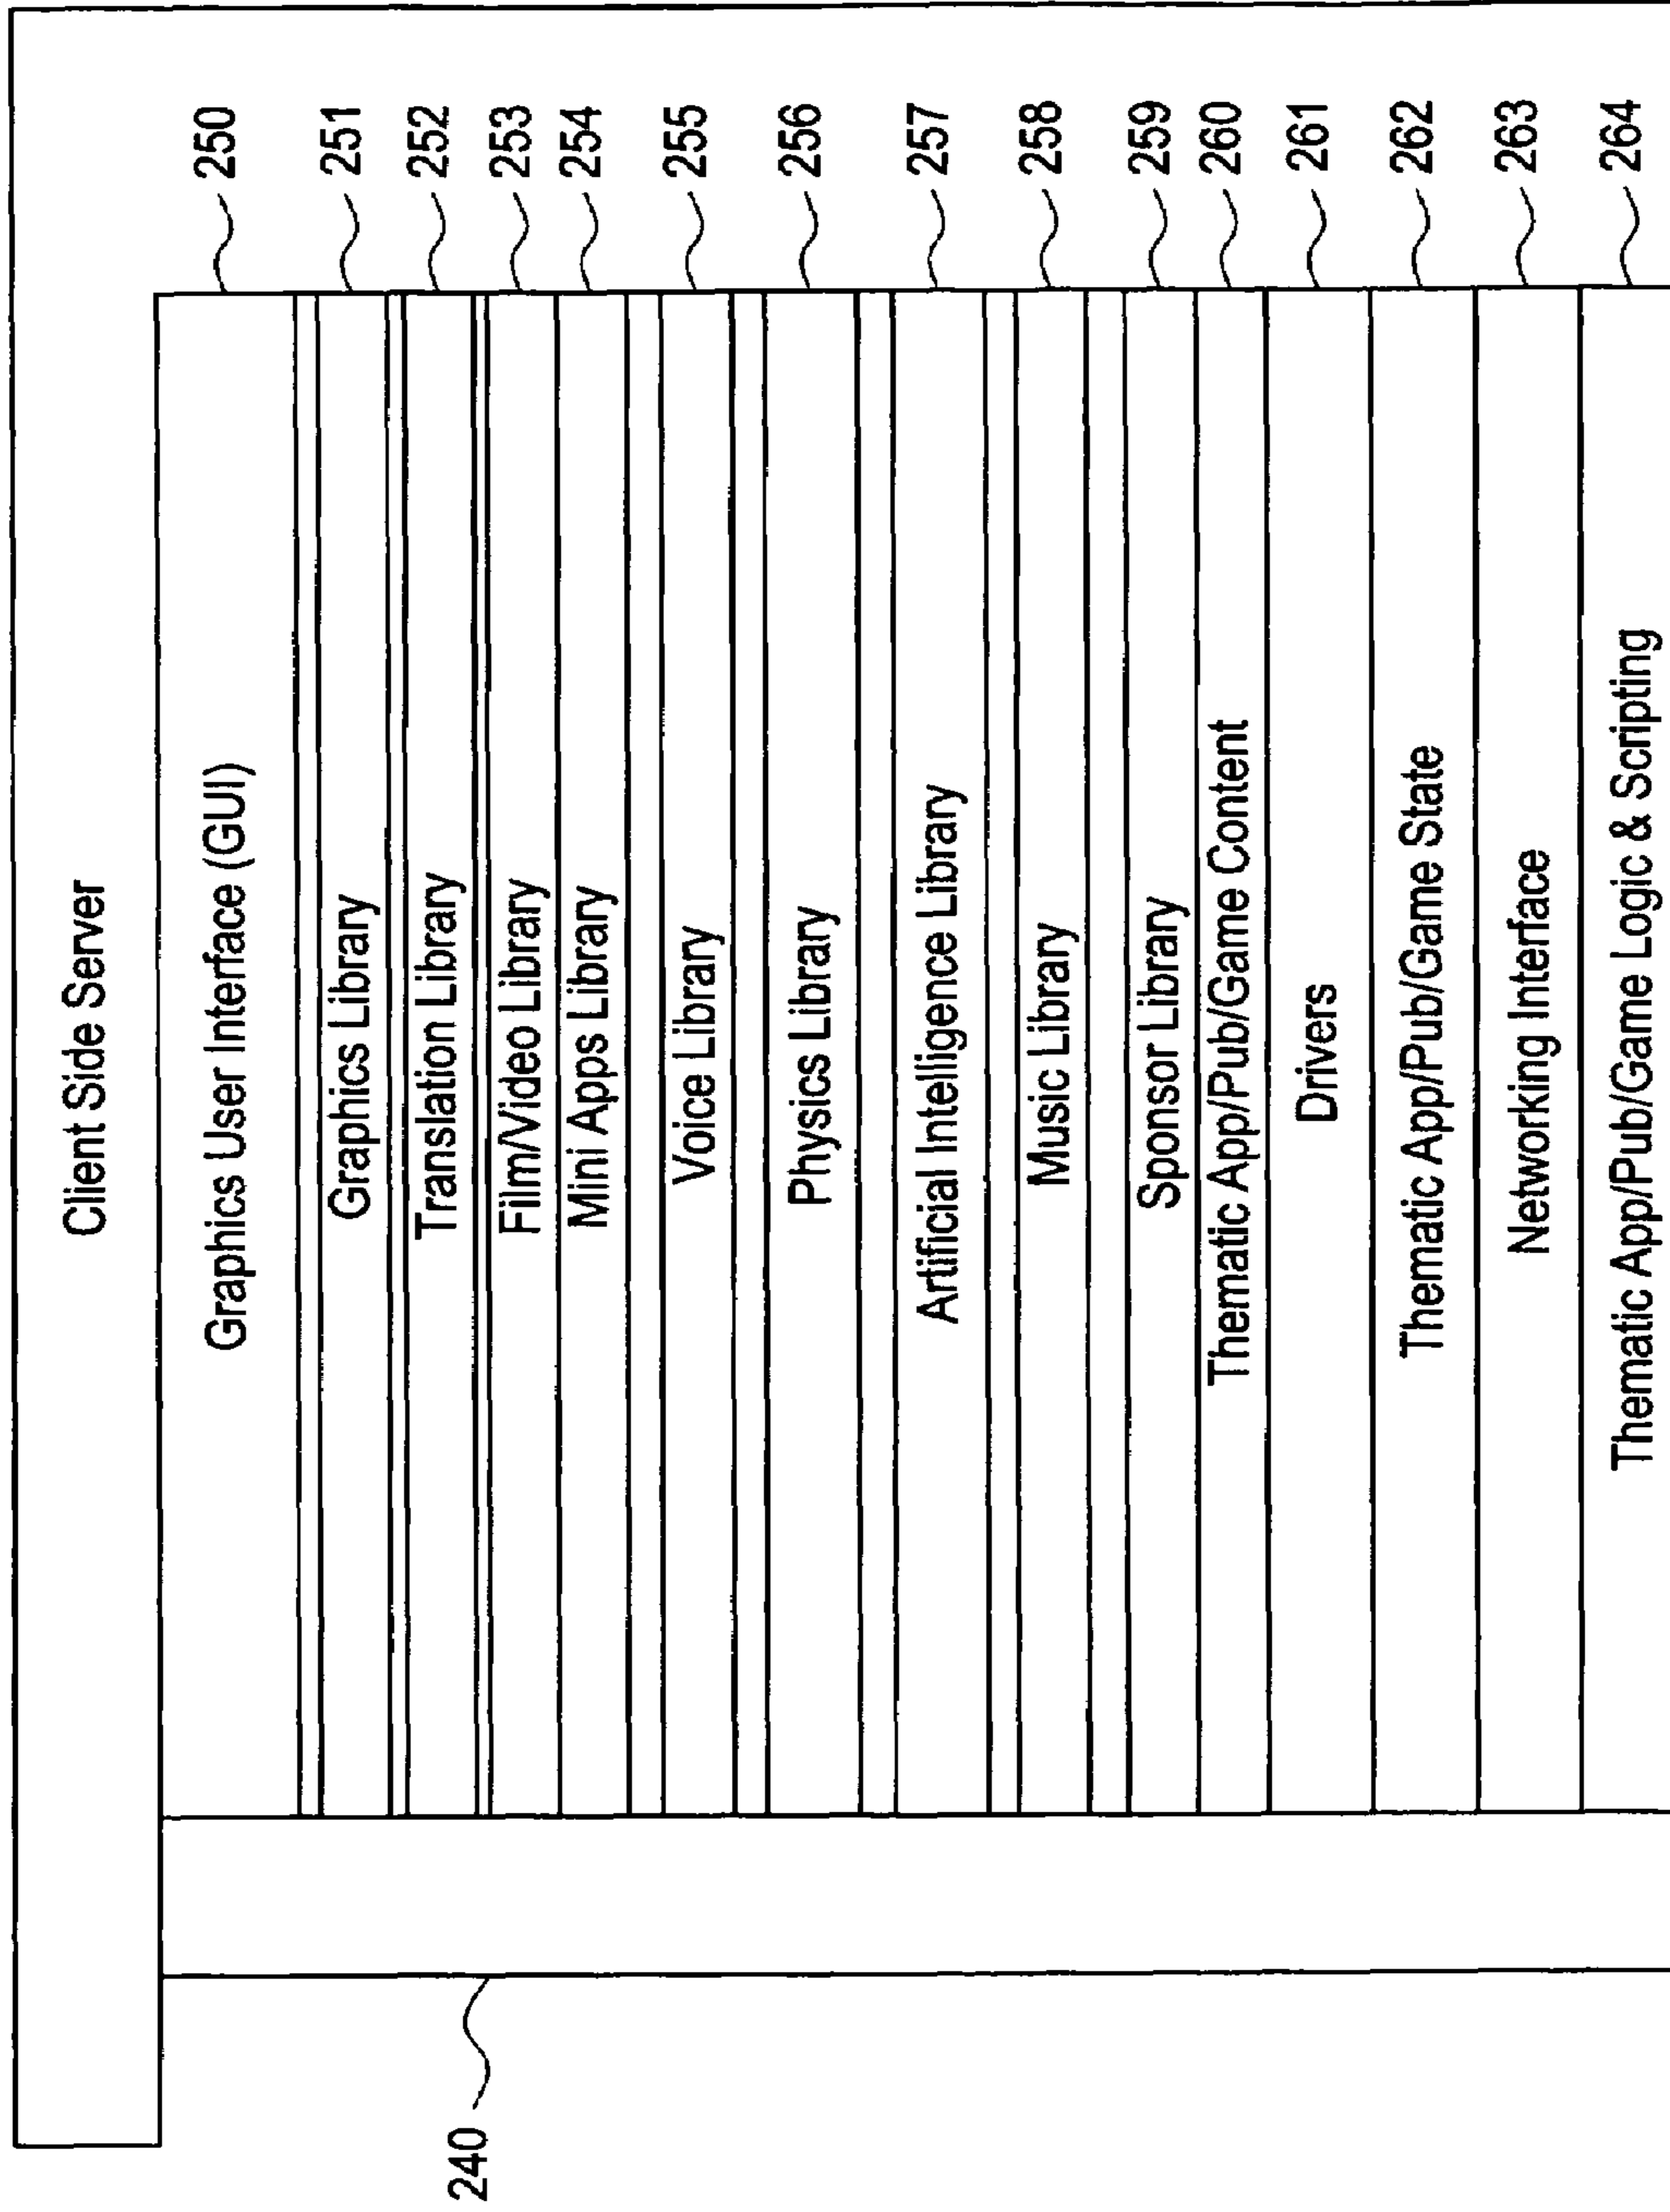 Client Side Server
Graphics User Interface (GUI)
250
Graphics Library
251
Translation Library
252
Film/Video Library
253
Mini Apps Library
254
Voice Library
255
Physics Library
256
Artificial Intelligence Library
257
Music Library
258
Sponsor Library
259
Thematic App/Pub/Game Content
260
Drivers
261
Thematic App/Pub/Game State
262
Networking Interface
263
Thematic App/Pub/Game Logic & Scripting
264
240